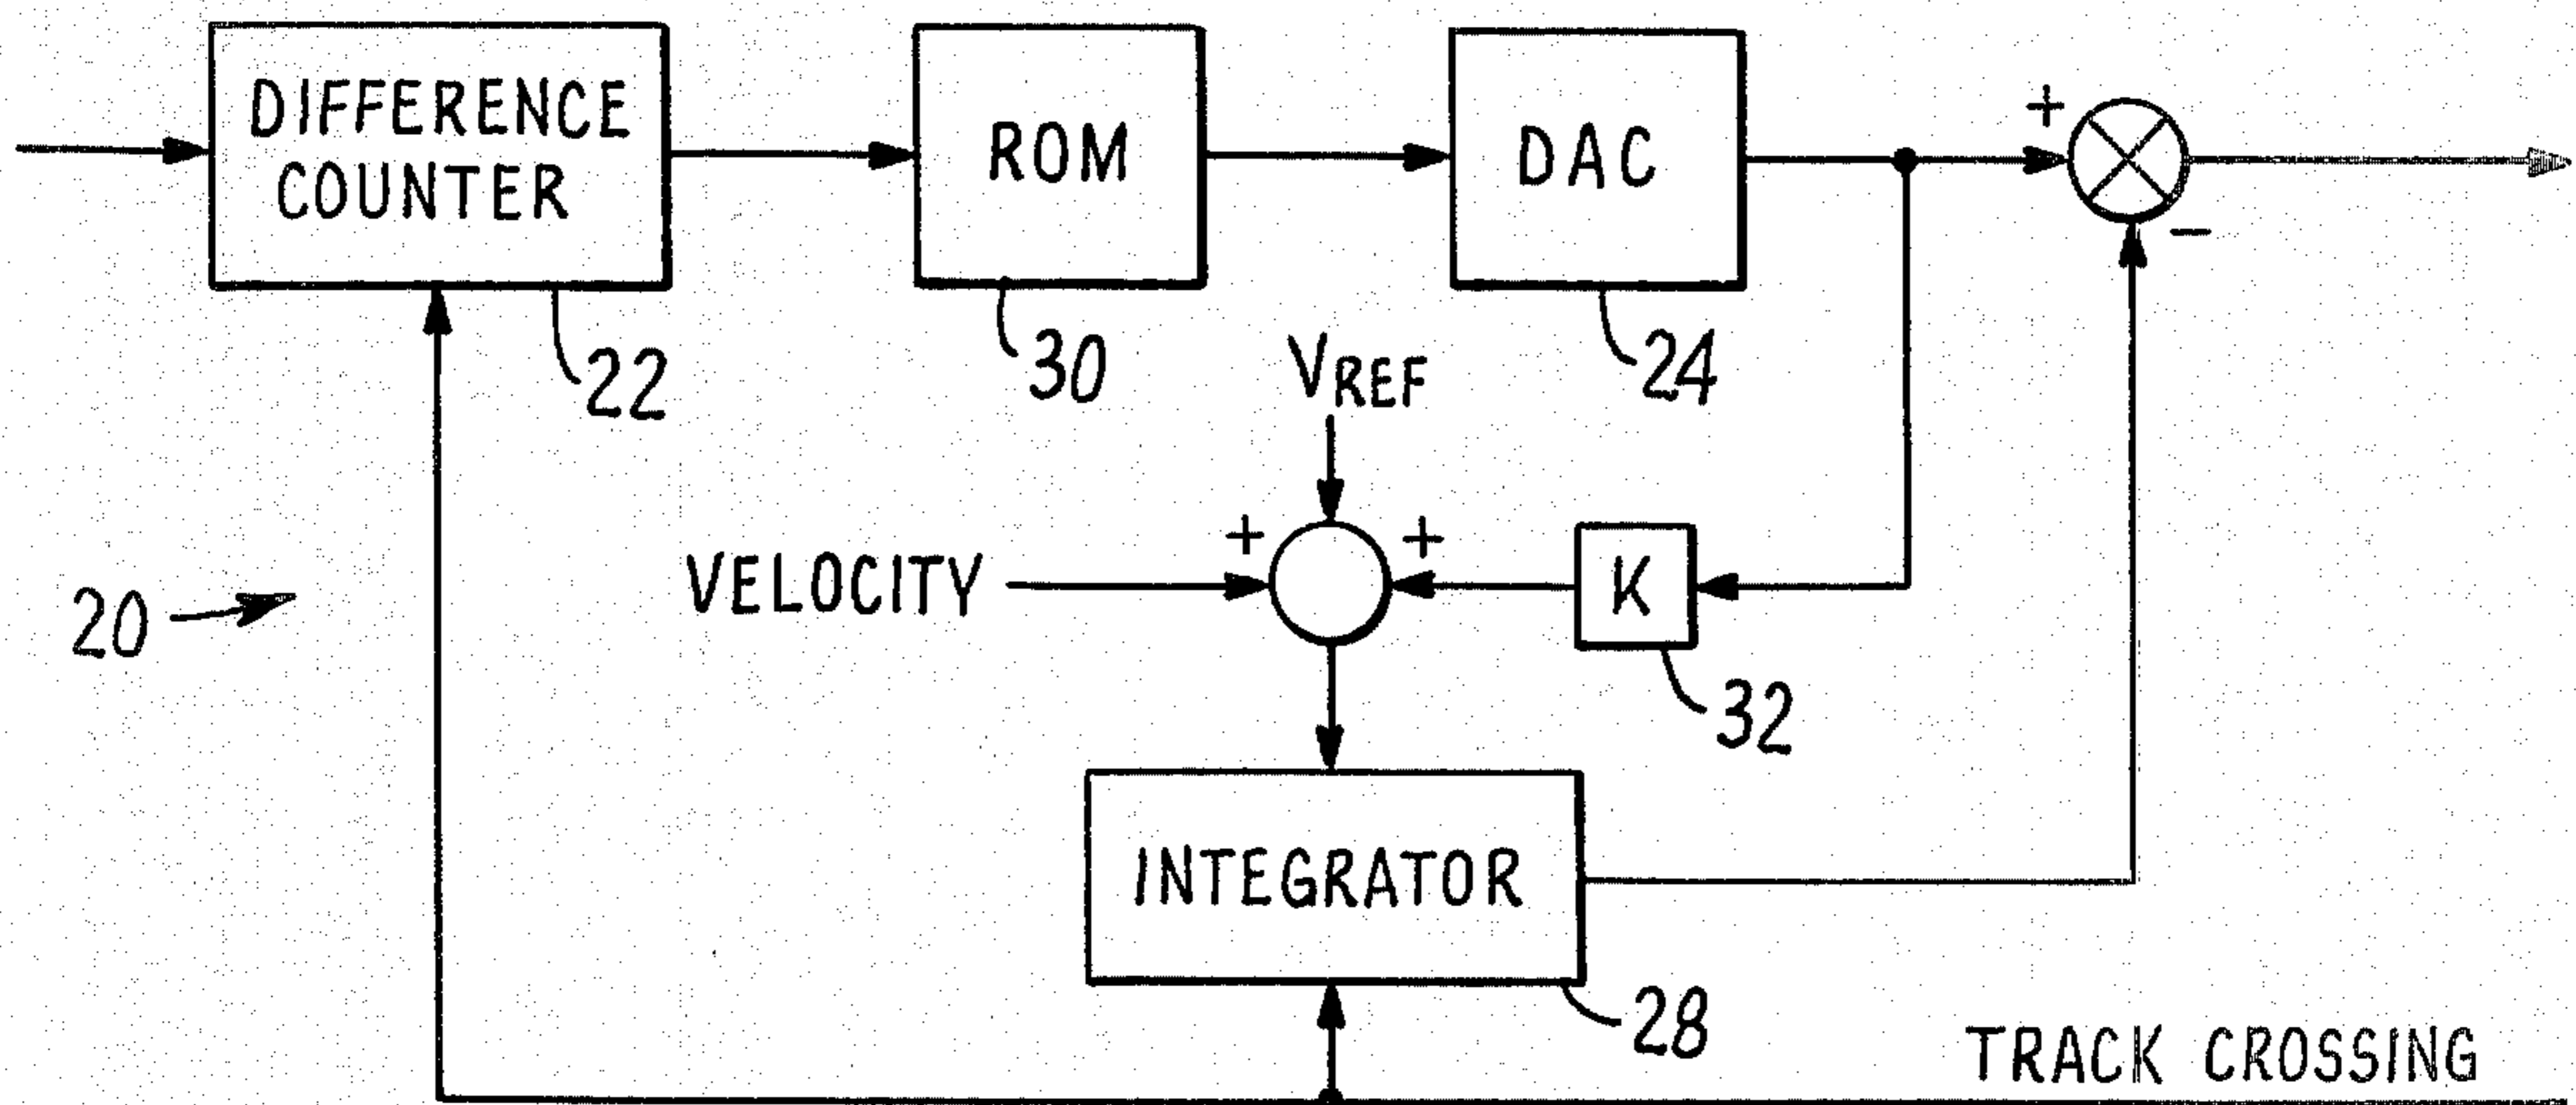 DIFFERENCE
COUNTER
ROM
DAC
+
−
22
30
24
VREF
+
+
VELOCITY
K
20
32
INTEGRATOR
28
TRACK CROSSING